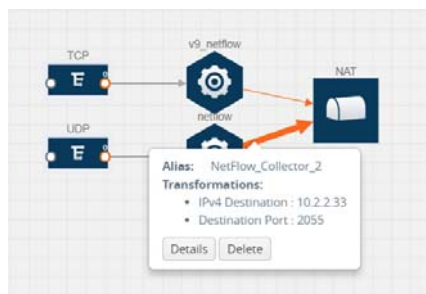 v9_netflow
TCP
NAT
netflow
UDP
Alias: NetFlow_Collector_2
Transformations:
• IPv4 Destination : 10.2.2.33
• Destination Port : 2055
Details Delete